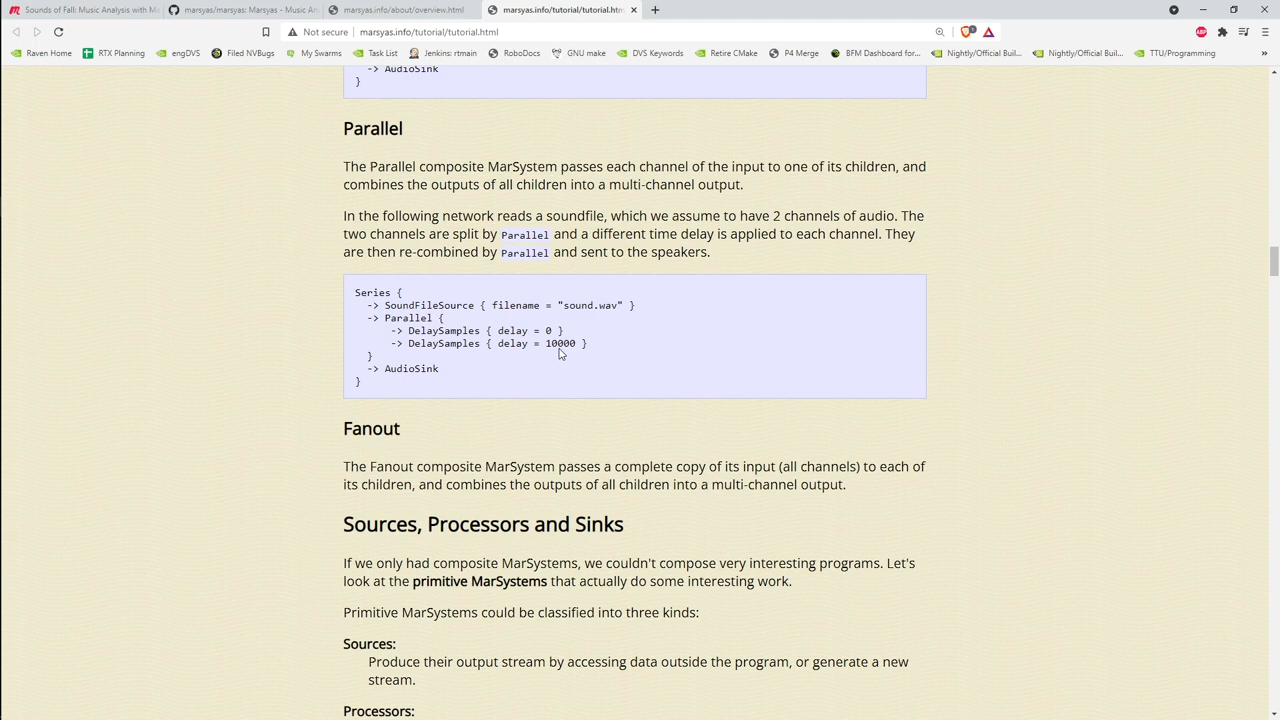 Sounds of Fall: Music Analysis with Ma
marsyas/marsyas: Marsyas - Music An
marsyas.info/about/overview.html
marsyas.info/tutorial/tutorial.htm
Not secure marsyas.info/tutorial/tutorial.html
Raven Home RTX Planning engDVS Filed NVBugs My Swarms Task List Jenkins: rtmain RoboDocs GNU make DVS Keywords Retire CMake P4 Merge BFM Dashboard for... Nightly/Official Buil... Nightly/Official Buil... TTU/Programming »
-> AudioSink
}
Parallel
The Parallel composite MarSystem passes each channel of the input to one of its children, and
combines the outputs of all children into a multi-channel output.
In the following network reads a soundfile, which we assume to have 2 channels of audio. The
two channels are split by Parallel and a different time delay is applied to each channel. They
are then re-combined by Parallel and sent to the speakers.
Series {
-> SoundFileSource { filename = "sound.wav" }
-> Parallel {
-> DelaySamples { delay = 0 }
-> DelaySamples { delay = 10000 }
}
-> AudioSink
}
Fanout
The Fanout composite MarSystem passes a complete copy of its input (all channels) to each of
its children, and combines the outputs of all children into a multi-channel output.
Sources, Processors and Sinks
If we only had composite MarSystems, we couldn't compose very interesting programs. Let's
look at the primitive MarSystems that actually do some interesting work.
Primitive MarSystems could be classified into three kinds:
Sources:
Produce their output stream by accessing data outside the program, or generate a new
stream.
Processors: